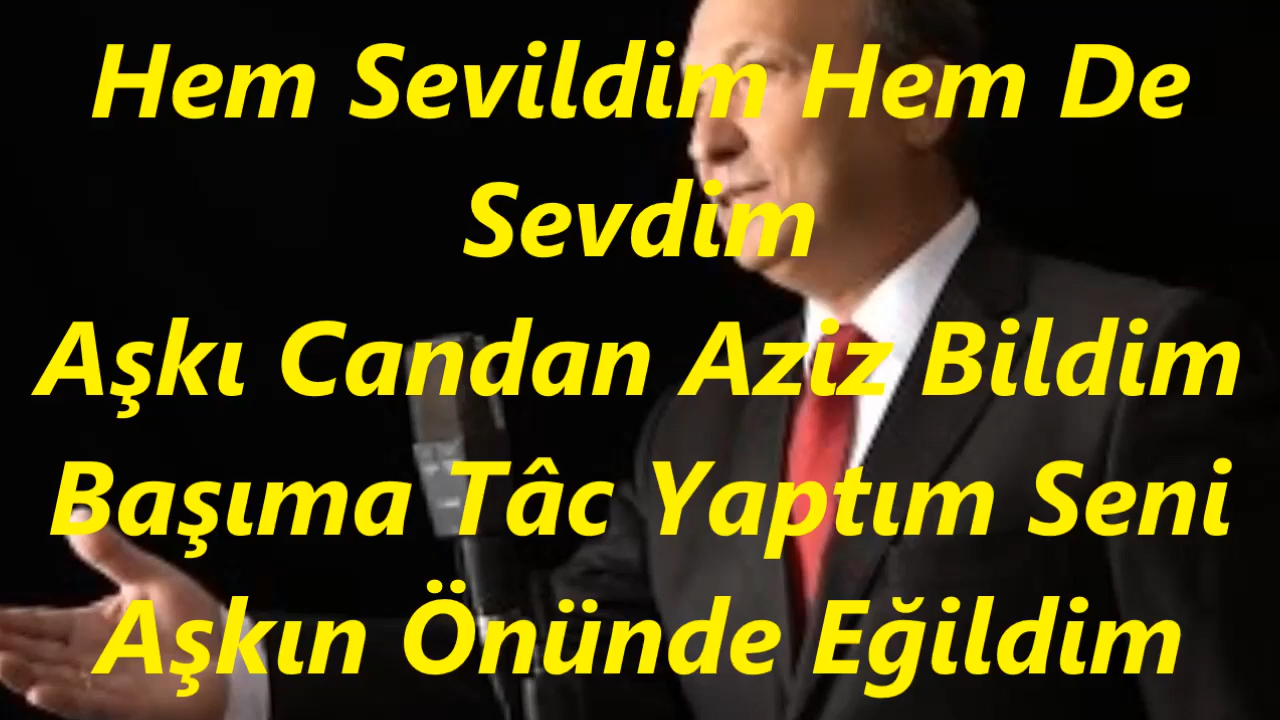 Hem Sevildim Hem De
Sevdim
Aşkı Candan Aziz Bildim
Başıma Tâc Yaptım Seni
Aşkın Önünde Eğildim